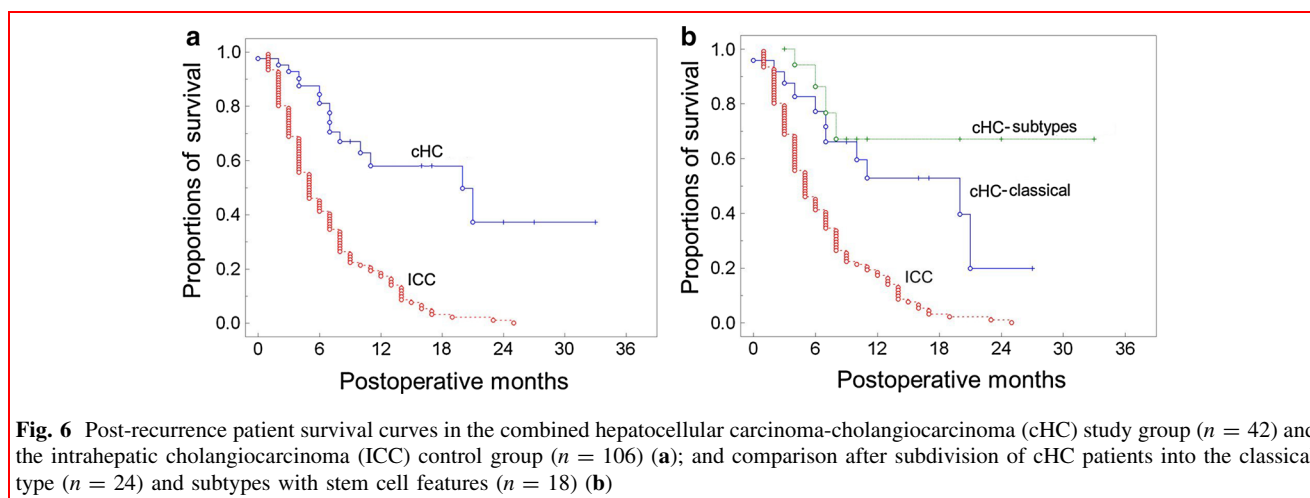 a
b
1.0
0.8
0.6
0.4
0.2
0.0
Proportions of survival
cHC
ICC
0 6 12 18 24 30 36
Postoperative months
1.0
0.8
0.6
0.4
0.2
0.0
Proportions of survival
cHC-subtypes
cHC-classical
ICC
0 6 12 18 24 30 36
Postoperative months
Fig. 6 Post-recurrence patient survival curves in the combined hepatocellular carcinoma-cholangiocarcinoma (cHC) study group (n = 42) and
the intrahepatic cholangiocarcinoma (ICC) control group (n = 106) (a); and comparison after subdivision of cHC patients into the classical
type (n = 24) and subtypes with stem cell features (n = 18) (b)